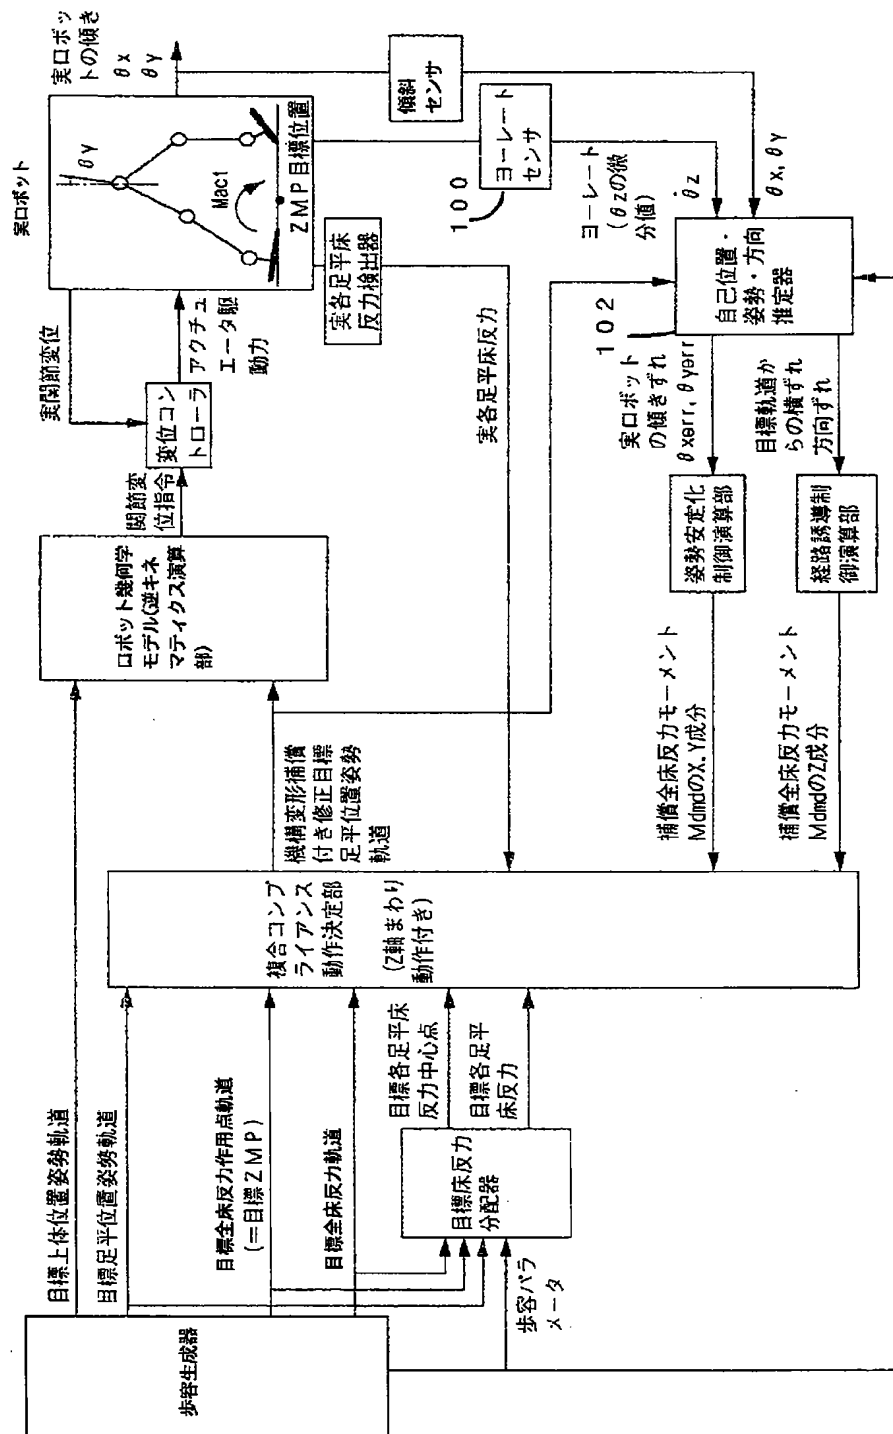 歩容生成器
目標上体位置姿勢軌道
目標足平位置姿勢軌道
目標全床反力作用点軌道
(=目標ZMP)
目標全床反力軌道
歩容パラ
メータ
目標床反力
分配器
目標各足平床
反力中心点
目標各足平
床反力
複合コンプ
ライアンス
動作決定部
(Z軸まわり
動作付き)
機構変形補償
付き修正目標
足平位置姿勢
軌道
ロボット幾何学
モデル(逆キネ
マティクス演算
部)
関節変
位指令
変位コン
トローラ
実関節変位
アクチュ
エータ駆
動力
実ロボット
θy
Mact
ZMP目標位置
実ロボッ
トの傾き
θx
θy
実各足平床
反力検出器
実各足平床反力
傾斜
センサ
ヨーレート
センサ
100
ヨーレート
(θzの微
分値)
θ̇z
θx, θy
自己位置・
姿勢・方向
推定器
102
実ロボット
の傾きずれ
θxerr, θyerr
目標軌道か
らの横ずれ
方向ずれ
姿勢安定化
制御演算部
経路誘導制
御演算部
補償全床反力モーメント
MdmdのX,Y成分
補償全床反力モーメント
MdmdのZ成分